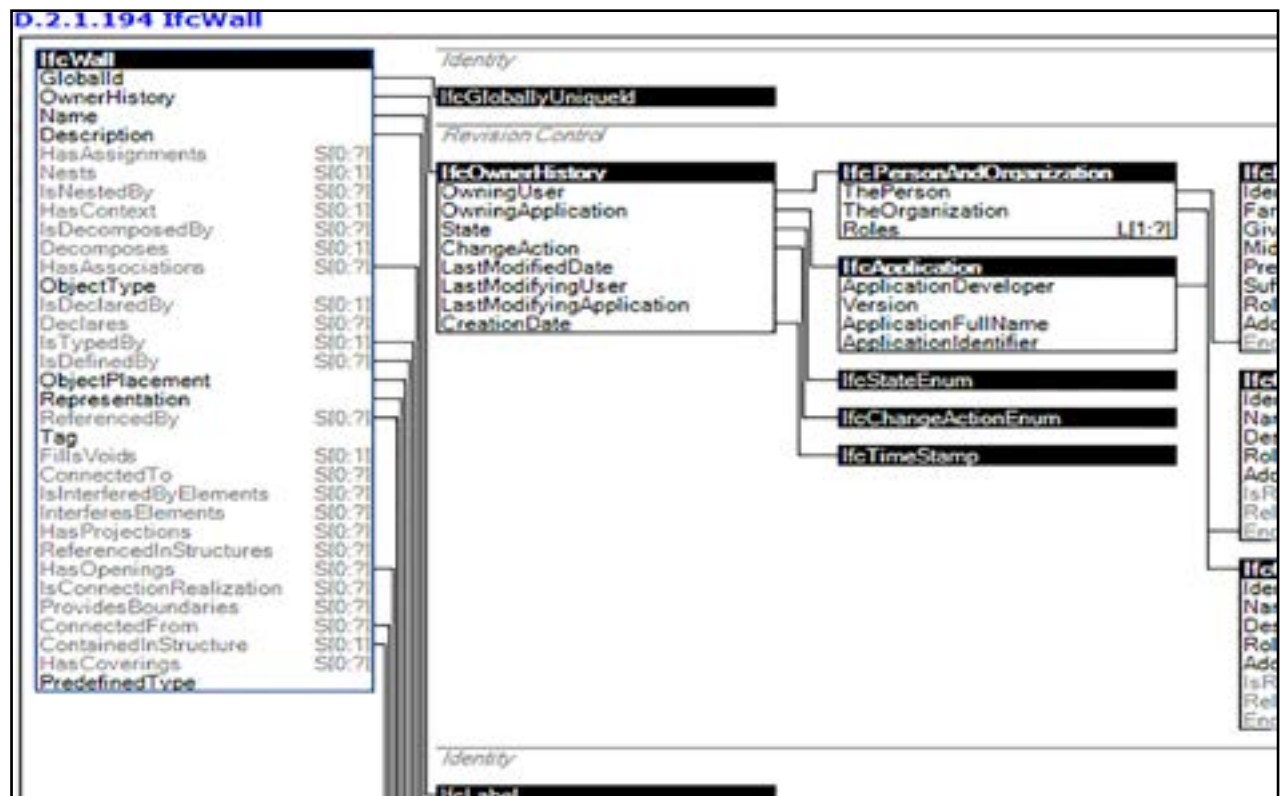 D.2.1.194 IfcWall
IfcWall
GlobalId
OwnerHistory
Name
Description
HasAssignments S[0:?]
Nests S[0:1]
IsNestedBy S[0:?]
HasContext S[0:1]
IsDecomposedBy S[0:?]
Decomposes S[0:1]
HasAssociations S[0:?]
ObjectType
IsDeclaredBy S[0:1]
Declares S[0:?]
IsTypedBy S[0:1]
IsDefinedBy S[0:?]
ObjectPlacement
Representation
ReferencedBy S[0:?]
Tag
FillsVoids S[0:1]
ConnectedTo S[0:?]
IsInterferedByElements S[0:?]
InterferesElements S[0:?]
HasProjections S[0:?]
ReferencedInStructures S[0:?]
HasOpenings S[0:?]
IsConnectionRealization S[0:?]
ProvidesBoundaries S[0:?]
ConnectedFrom S[0:?]
ContainedInStructure S[0:1]
HasCoverings S[0:?]
PredefinedType
Identity
IfcGloballyUniqueId
Revision Control
IfcOwnerHistory
OwningUser
OwningApplication
State
ChangeAction
LastModifiedDate
LastModifyingUser
LastModifyingApplication
CreationDate
IfcPersonAndOrganization
ThePerson
TheOrganization
Roles L[1:?]
IfcApplication
ApplicationDeveloper
Version
ApplicationFullName
ApplicationIdentifier
IfcStateEnum
IfcChangeActionEnum
IfcTimeStamp
Identity
IfcLabel